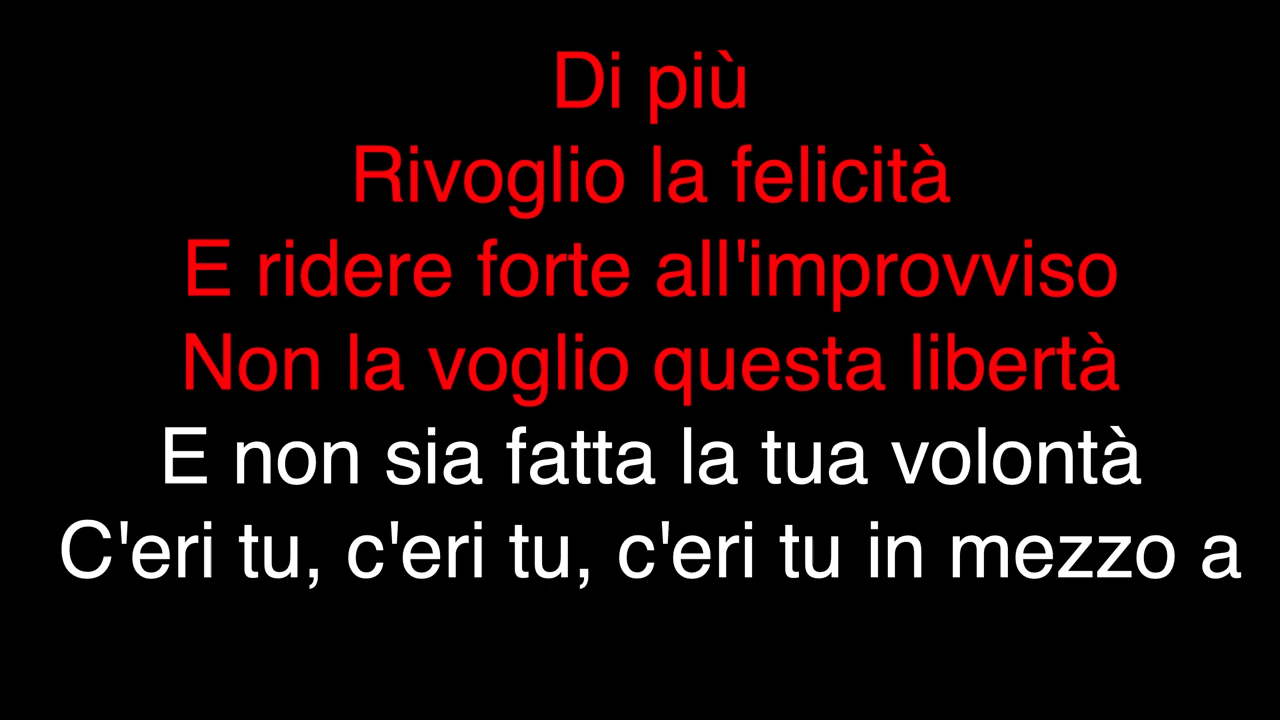 Di più
Rivoglio la felicità
E ridere forte all'improvviso
Non la voglio questa libertà
E non sia fatta la tua volontà
C'eri tu, c'eri tu, c'eri tu in mezzo a